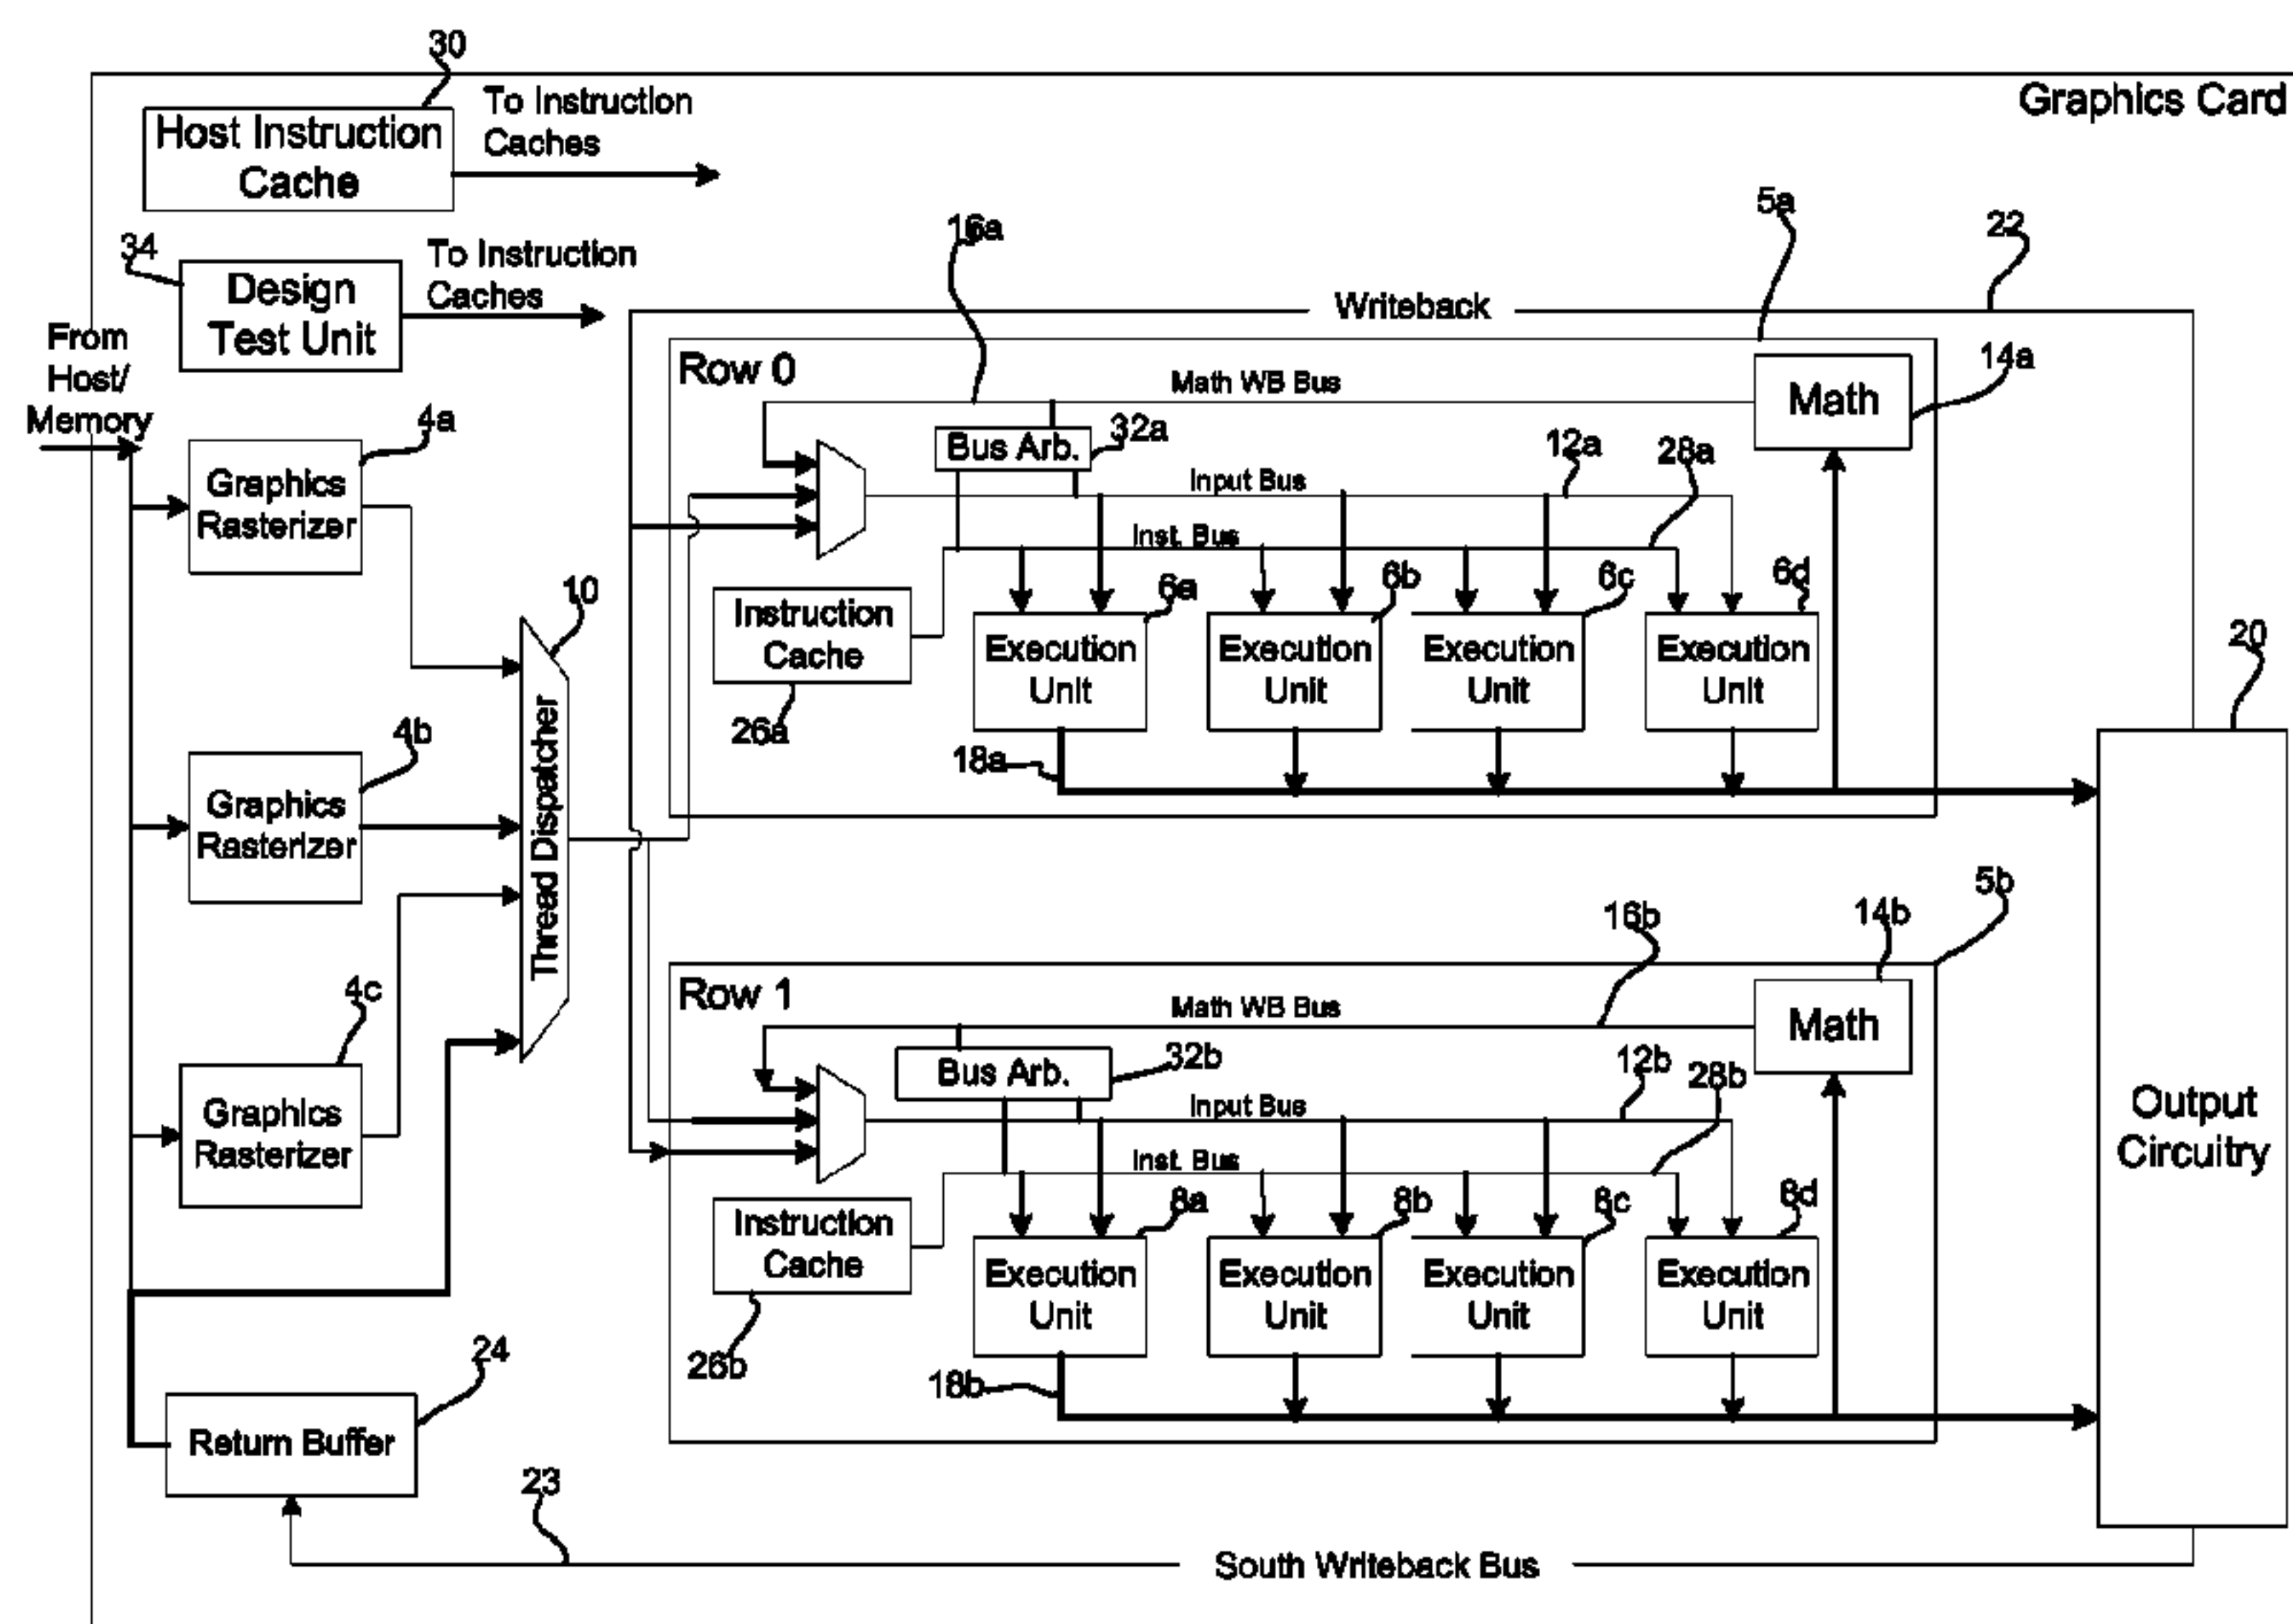 30
Host Instruction
Cache
To Instruction
Caches
Graphics Card
34
Design
Test Unit
To Instruction
Caches
From
Host/
Memory
16a
5a
22
Writeback
Row 0
Math WB Bus
Math
14a
4a
Graphics
Rasterizer
Bus Arb.
32a
Input Bus
12a
28a
Inst. Bus
10
Thread Dispatcher
Instruction
Cache
26a
6a
Execution
Unit
6b
Execution
Unit
6c
Execution
Unit
6d
Execution
Unit
18a
20
Output
Circuitry
4b
Graphics
Rasterizer
4c
Graphics
Rasterizer
5b
16b
14b
Row 1
Math WB Bus
Math
Bus Arb.
32b
Input Bus
12b
28b
Inst. Bus
Instruction
Cache
26b
8a
Execution
Unit
8b
Execution
Unit
8c
Execution
Unit
8d
Execution
Unit
18b
24
Return Buffer
23
South Writeback Bus